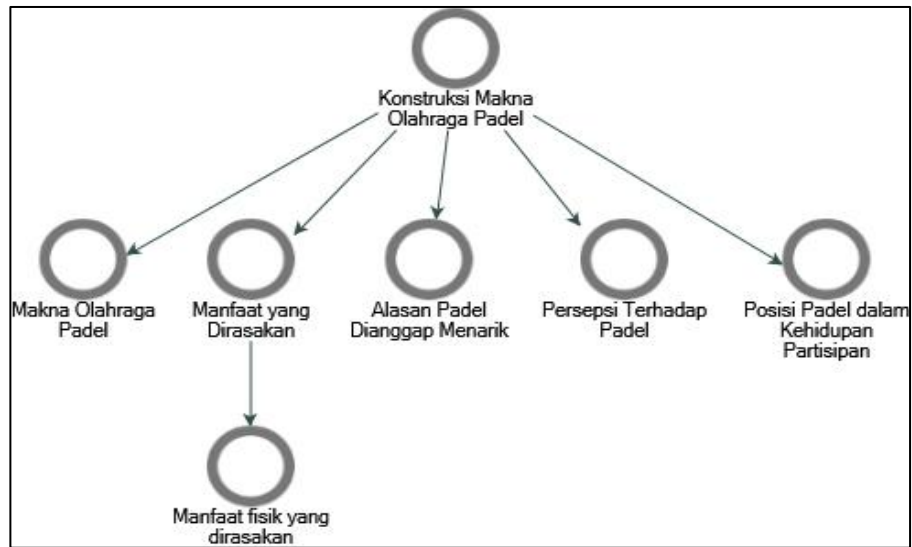 Konstruksi Makna
Olahraga Padel
Makna Olahraga
Padel
Manfaat yang
Dirasakan
Alasan Padel
Dianggap Menarik
Persepsi Terhadap
Padel
Posisi Padel dalam
Kehidupan
Partisipan
Manfaat fisik yang
dirasakan